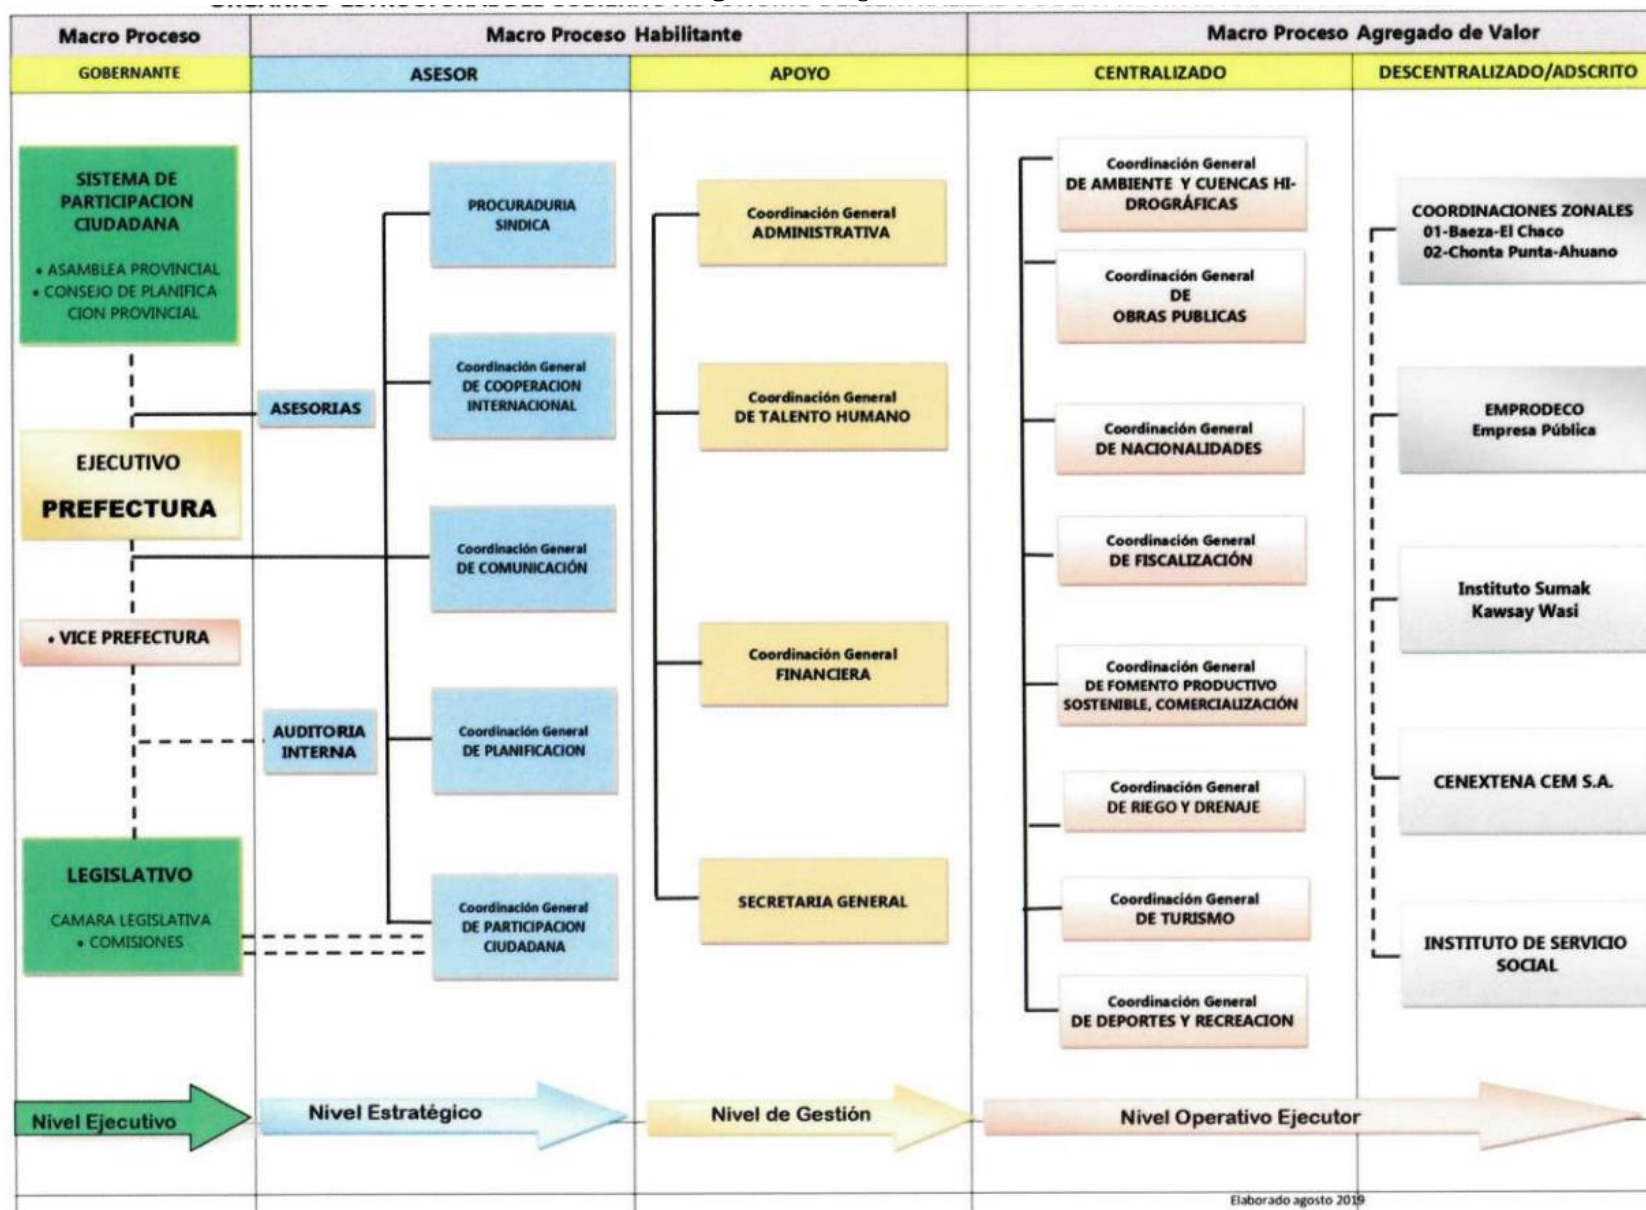 Macro Proceso
Macro Proceso Habilitante
Macro Proceso Agregado de Valor
GOBERNANTE
ASESOR
APOYO
CENTRALIZADO
DESCENTRALIZADO/ADSCRITO
SISTEMA DE
PARTICIPACION
CIUDADANA
• ASAMBLEA PROVINCIAL
• CONSEJO DE PLANIFICA
CION PROVINCIAL
EJECUTIVO
PREFECTURA
• VICE PREFECTURA
LEGISLATIVO
CAMARA LEGISLATIVA
• COMISIONES
ASESORIAS
AUDITORIA
INTERNA
PROCURADURIA
SINDICA
Coordinación General
DE COOPERACION
INTERNACIONAL
Coordinación General
DE COMUNICACIÓN
Coordinación General
DE PLANIFICACION
Coordinación General
DE PARTICIPACION
CIUDADANA
Coordinación General
ADMINISTRATIVA
Coordinación General
DE TALENTO HUMANO
Coordinación General
FINANCIERA
SECRETARIA GENERAL
Coordinación General
DE AMBIENTE Y CUENCAS HI-
DROGRÁFICAS
Coordinación General
DE
OBRAS PUBLICAS
Coordinación General
DE NACIONALIDADES
Coordinación General
DE FISCALIZACIÓN
Coordinación General
DE FOMENTO PRODUCTIVO
SOSTENIBLE, COMERCIALIZACIÓN
Coordinación General
DE RIEGO Y DRENAJE
Coordinación General
DE TURISMO
Coordinación General
DE DEPORTES Y RECREACION
COORDINACIONES ZONALES
01-Baeza-El Chaco
02-Chonta Punta-Ahuano
EMPRODECO
Empresa Pública
Instituto Sumak
Kawsay Wasi
CENEXTENA CEM S.A.
INSTITUTO DE SERVICIO
SOCIAL
Nivel Ejecutivo
Nivel Estratégico
Nivel de Gestión
Nivel Operativo Ejecutor
Elaborado agosto 2019